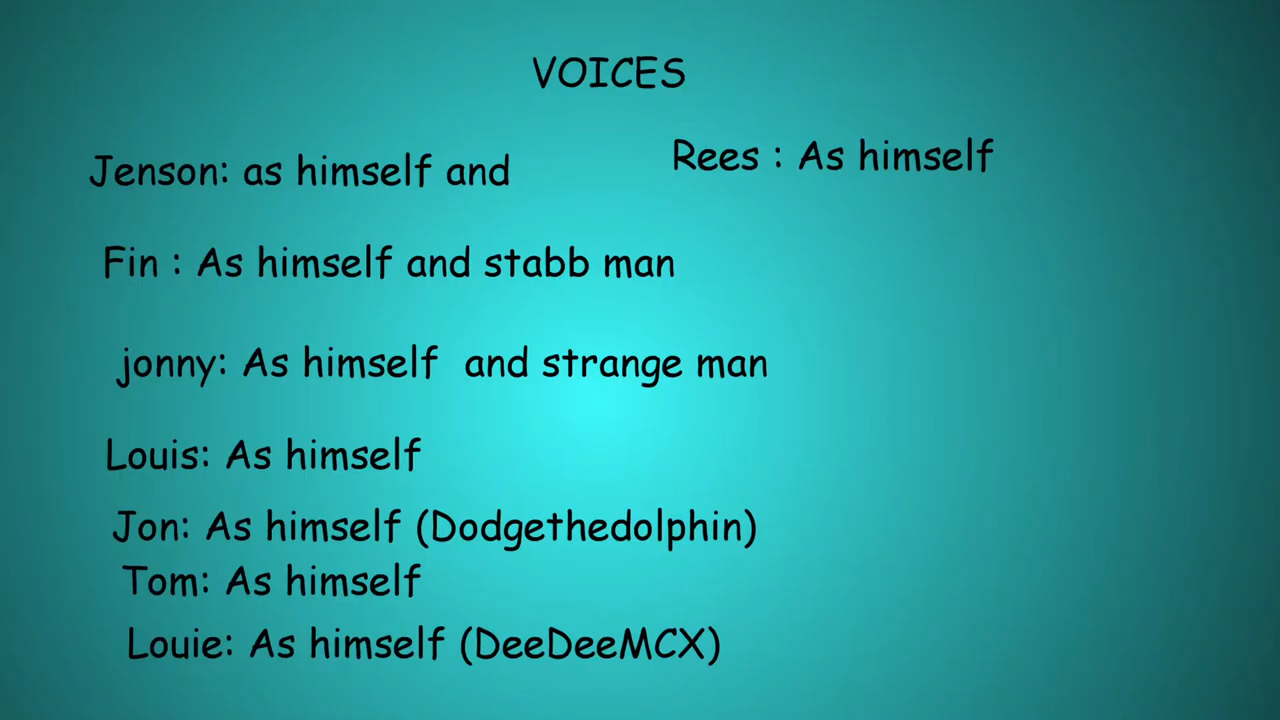 VOICES
Jenson: as himself and
Rees : As himself
Fin : As himself and stabb man
jonny: As himself  and strange man
Louis: As himself
Jon: As himself (Dodgethedolphin)
Tom: As himself
Louie: As himself (DeeDeeMCX)